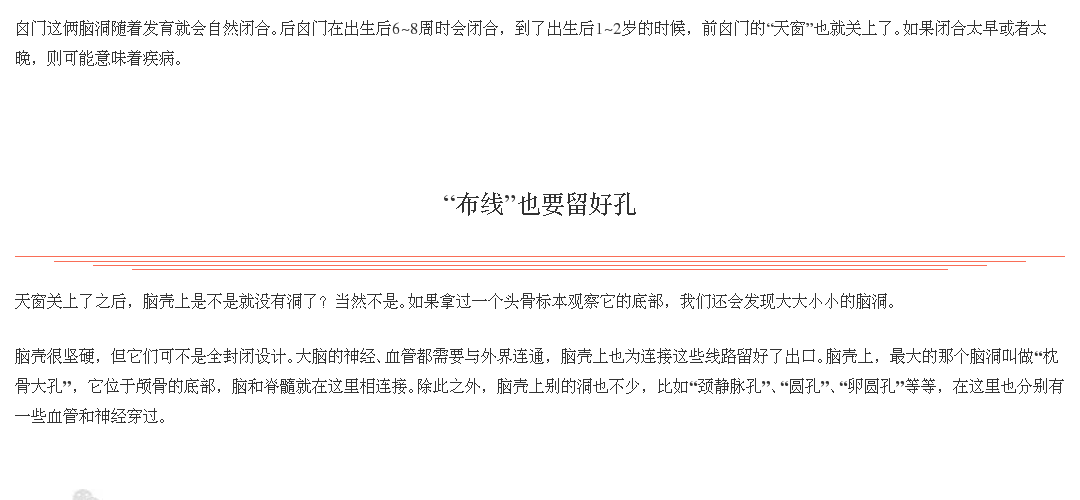 囟门这俩脑洞随着发育就会自然闭合。后囟门在出生后6~8周时会闭合，到了出生后1~2岁的时候，前囟门的“天窗”也就关上了。如果闭合太早或者太
晚，则可能意味着疾病。
“布线”也要留好孔
天窗关上了之后，脑壳上是不是就没有洞了？当然不是。如果拿过一个头骨标本观察它的底部，我们还会发现大大小小的脑洞。
脑壳很坚硬，但它们可不是全封闭设计。大脑的神经、血管都需要与外界连通，脑壳上也为连接这些线路留好了出口。脑壳上，最大的那个脑洞叫做“枕
骨大孔”，它位于颅骨的底部，脑和脊髓就在这里相连接。除此之外，脑壳上别的洞也不少，比如“颈静脉孔”、“圆孔”、“卵圆孔”等等，在这里也分别有
一些血管和神经穿过。